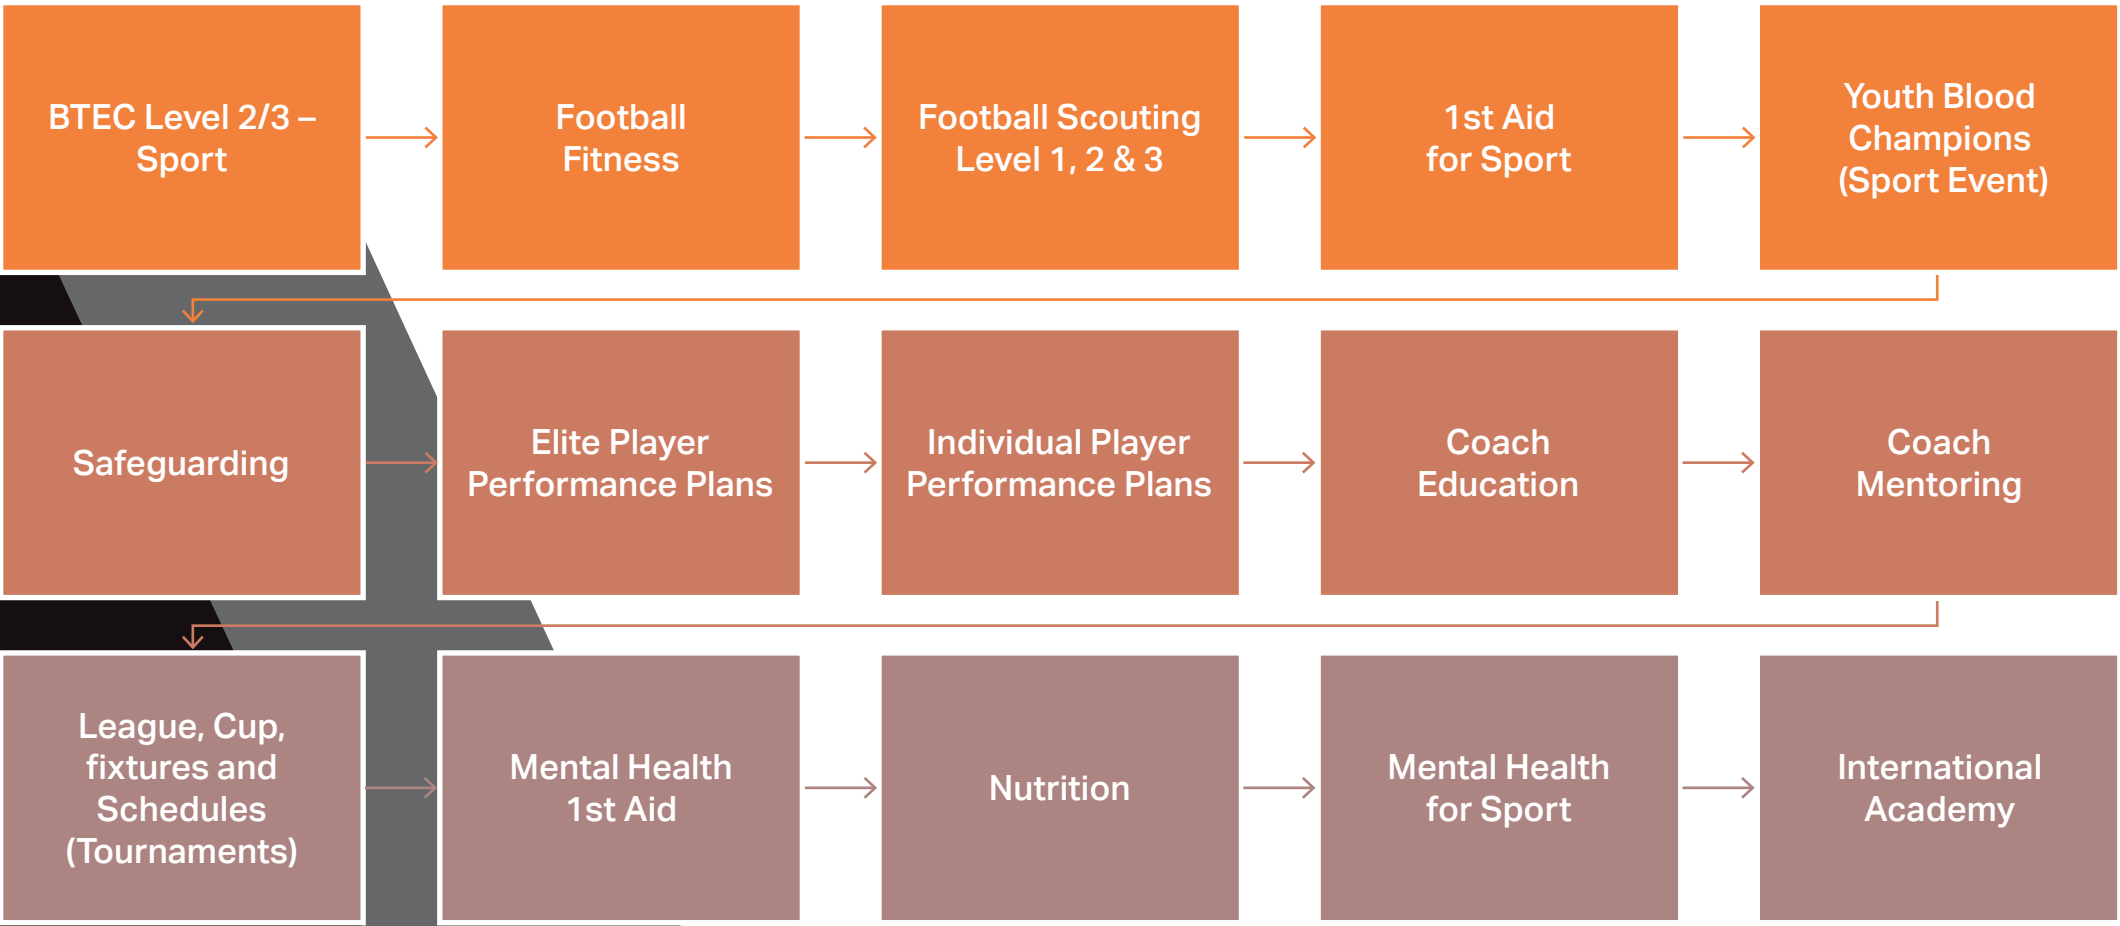 BTEC Level 2/3 –
Sport
Football
Fitness
Football Scouting
Level 1, 2 & 3
1st Aid
for Sport
Youth Blood
Champions
(Sport Event)
Safeguarding
Elite Player
Performance Plans
Individual Player
Performance Plans
Coach
Education
Coach
Mentoring
League, Cup,
fixtures and
Schedules
(Tournaments)
Mental Health
1st Aid
Nutrition
Mental Health
for Sport
International
Academy